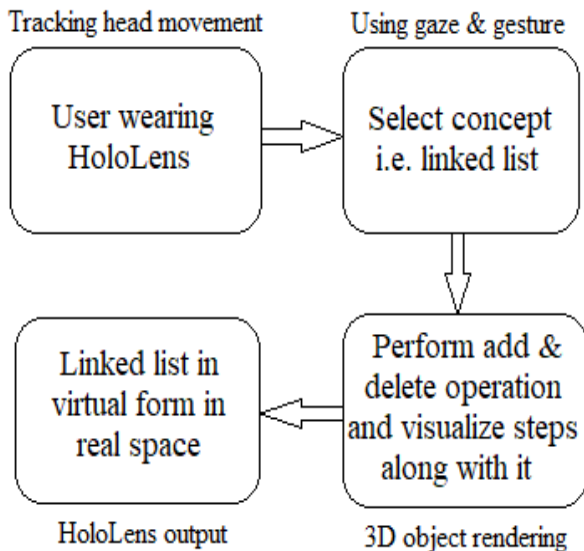 Tracking head movement
Using gaze & gesture
User wearing
HoloLens
Select concept
i.e. linked list
Linked list in
virtual form in
real space
Perform add &
delete operation
and visualize steps
along with it
HoloLens output
3D object rendering